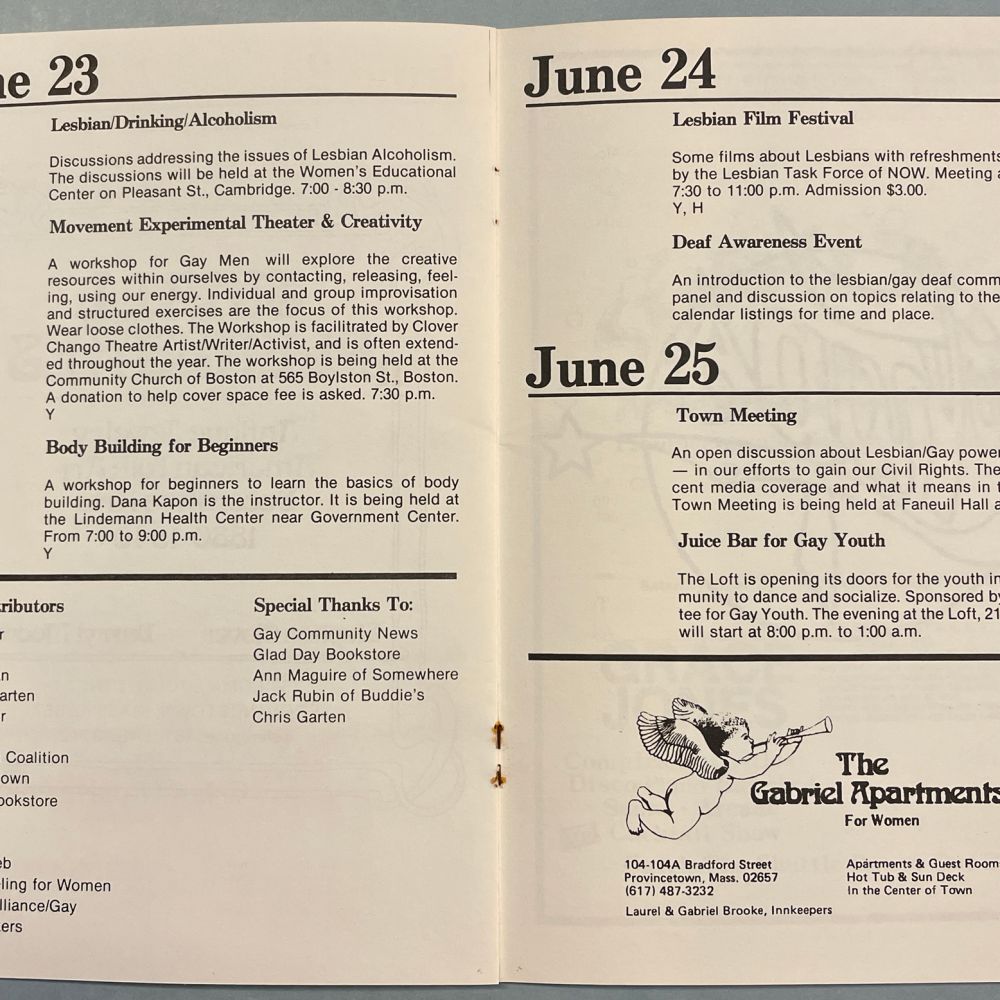 ne 23
Lesbian/Drinking/Alcoholism
Discussions addressing the issues of Lesbian Alcoholism.
The discussions will be held at the Women's Educational
Center on Pleasant St., Cambridge. 7:00 - 8:30 p.m.
Movement Experimental Theater & Creativity
A workshop for Gay Men will explore the creative
resources within ourselves by contacting, releasing, feel-
ing, using our energy. Individual and group improvisation
and structured exercises are the focus of this workshop.
Wear loose clothes. The Workshop is facilitrated by Clover
Chango Theatre Artist/Writer/Activist, and is often extend-
ed throughout the year. The workshop is being held at the
Community Church of Boston at 565 Boylston St., Boston.
A donation to help cover space fee is asked. 7:30 p.m.
Y
Body Building for Beginners
A workshop for beginners to learn the basics of body
building. Dana Kapon is the instructor. It is being held at
the Lindemann Health Center near Government Center.
From 7:00 to 9:00 p.m.
Y
ributors
r
n
arten
r
Coalition
own
ookstore
eb
ling for Women
lliance/Gay
ers
Special Thanks To:
Gay Community News
Glad Day Bookstore
Ann Maguire of Somewhere
Jack Rubin of Buddie's
Chris Garten
June 24
Lesbian Film Festival
Some films about Lesbians with refreshments
by the Lesbian Task Force of NOW. Meeting a
7:30 to 11:00 p.m. Admission $3.00.
Y, H
Deaf Awareness Event
An introduction to the lesbian/gay deaf comm
panel and discussion on topics relating to the
calendar listings for time and place.
June 25
Town Meeting
An open discussion about Lesbian/Gay power
— in our efforts to gain our Civil Rights. The
cent media coverage and what it means in t
Town Meeting is being held at Faneuil Hall a
Juice Bar for Gay Youth
The Loft is opening its doors for the youth in
munity to dance and socialize. Sponsored by
tee for Gay Youth. The evening at the Loft, 21
will start at 8:00 p.m. to 1:00 a.m.
The
Gabriel Apartments
For Women
104-104A Bradford Street
Provincetown, Mass. 02657
(617) 487-3232
Laurel & Gabriel Brooke, Innkeepers
Apartments & Guest Room
Hot Tub & Sun Deck
In the Center of Town